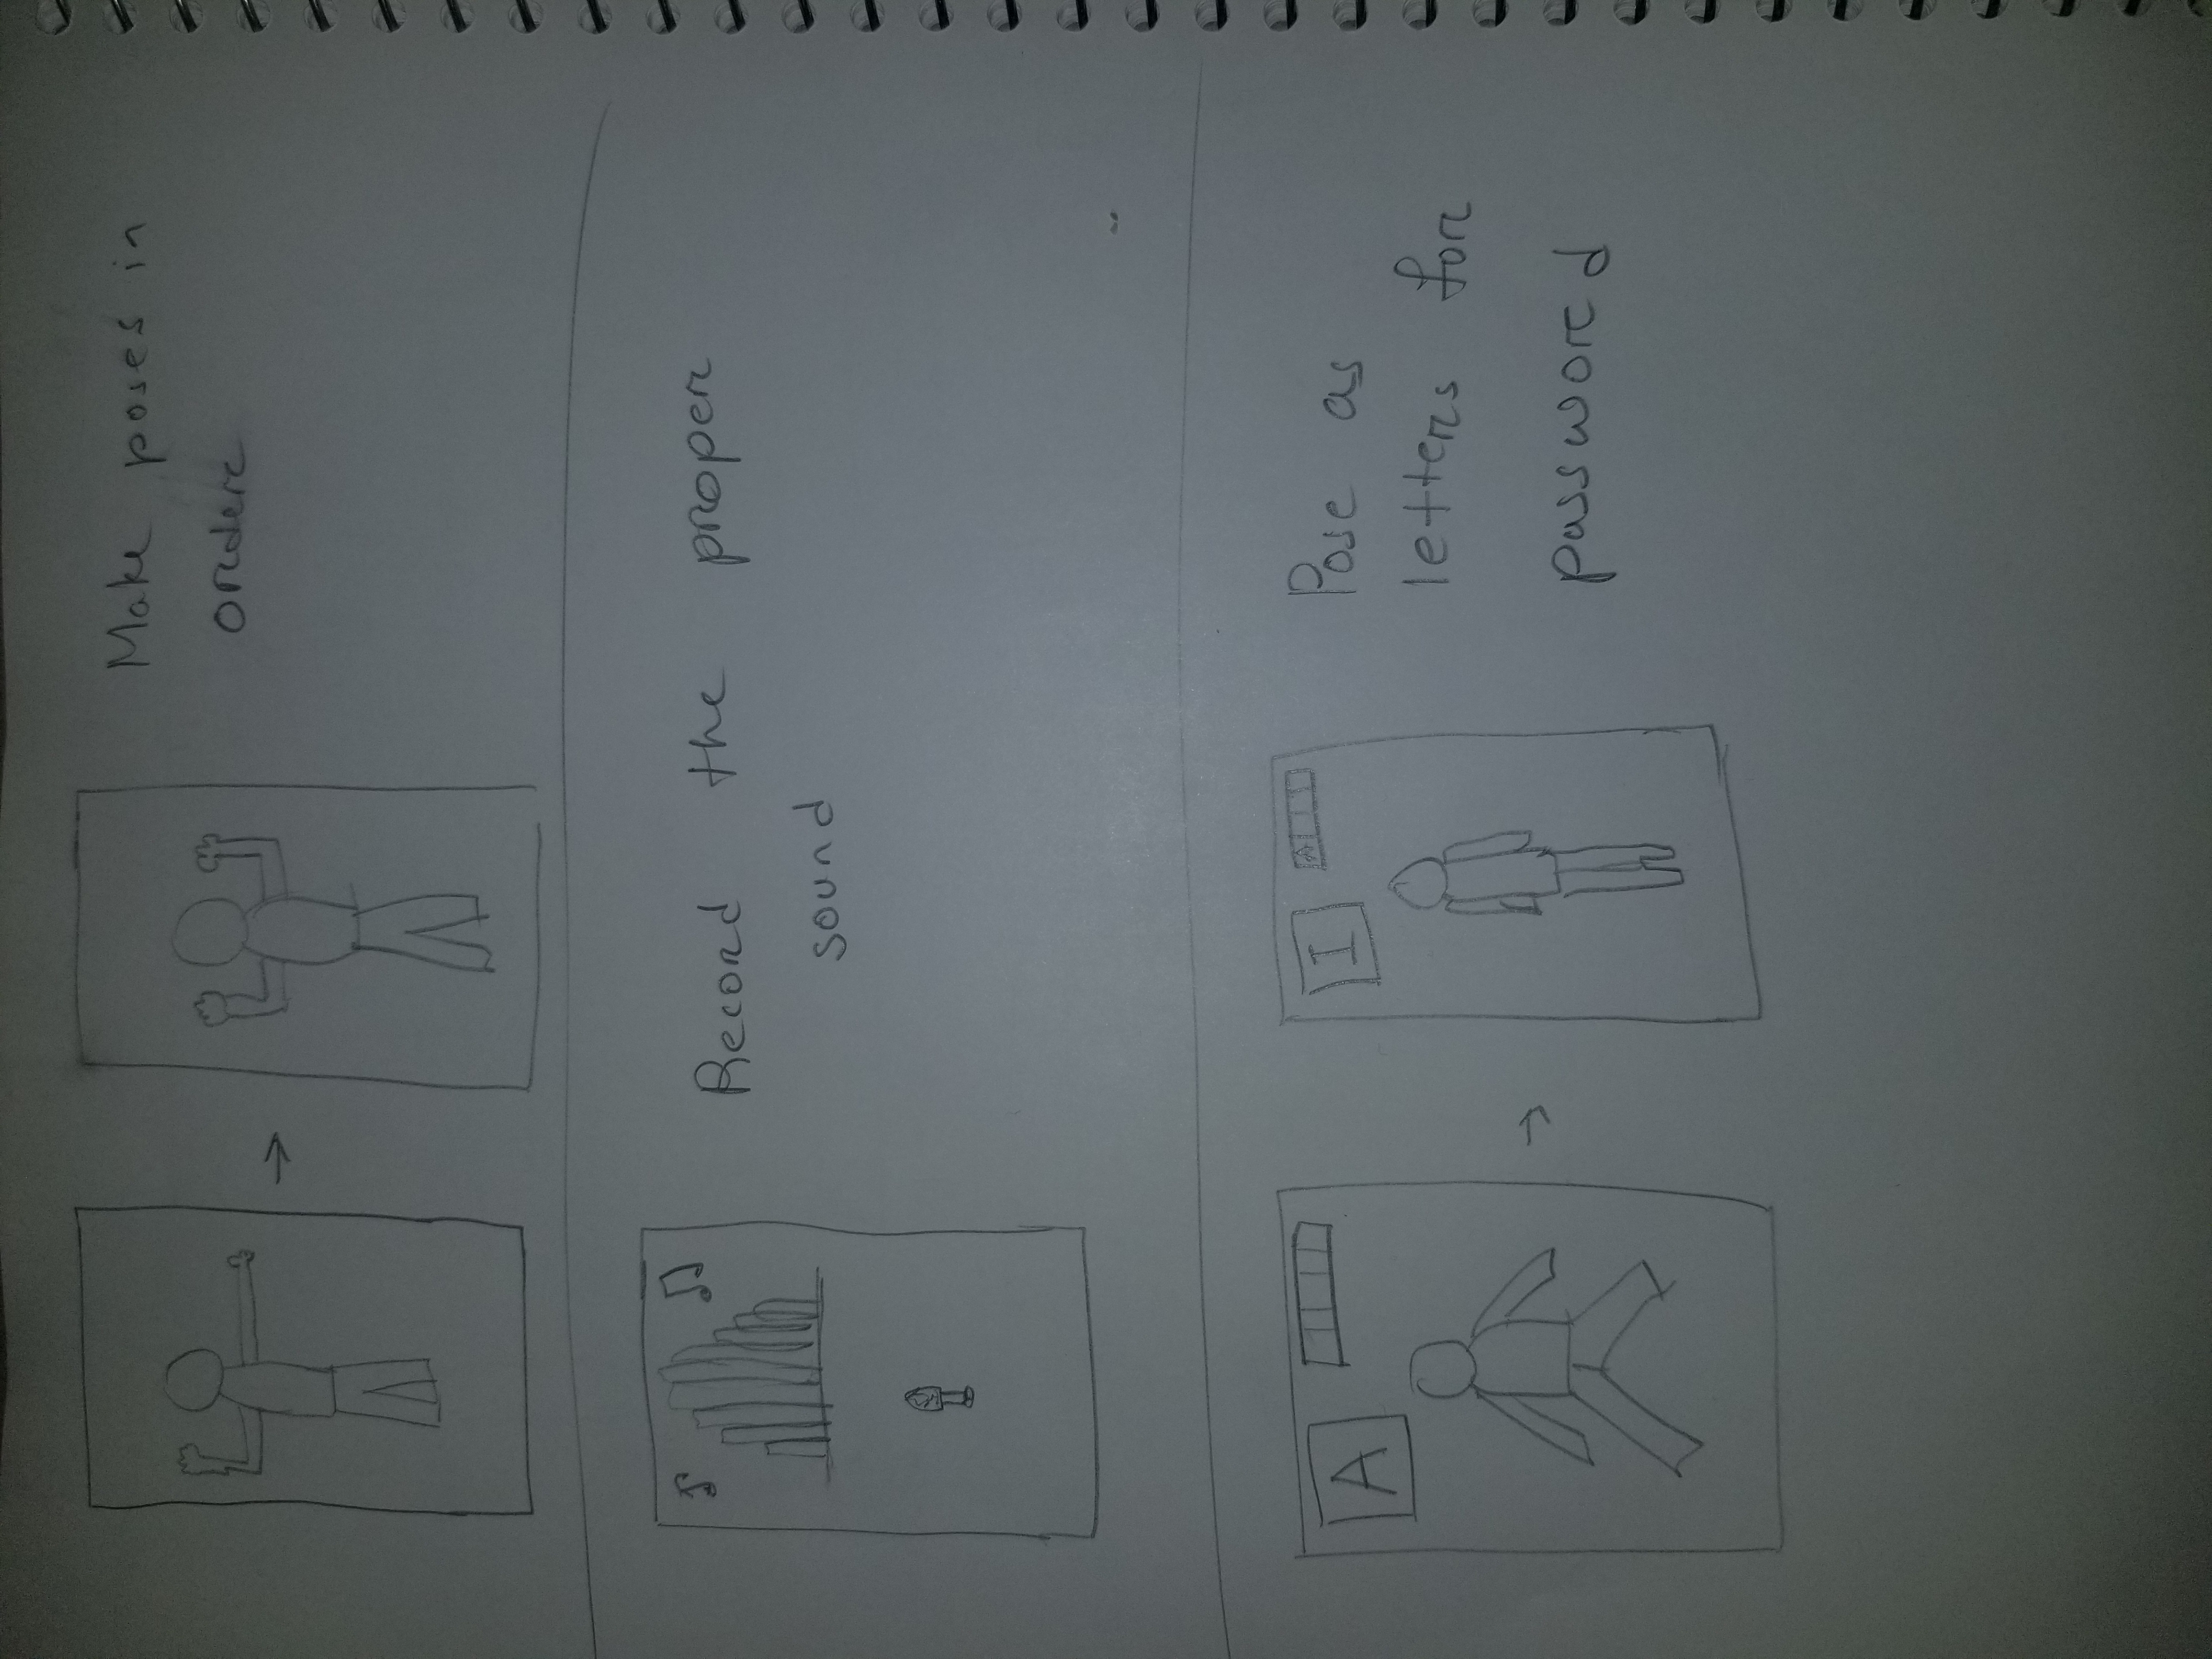 Make poses in
order
Record the proper
sound
A
I
A
Pose as
letters for
password